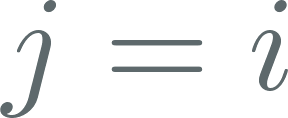 j = i